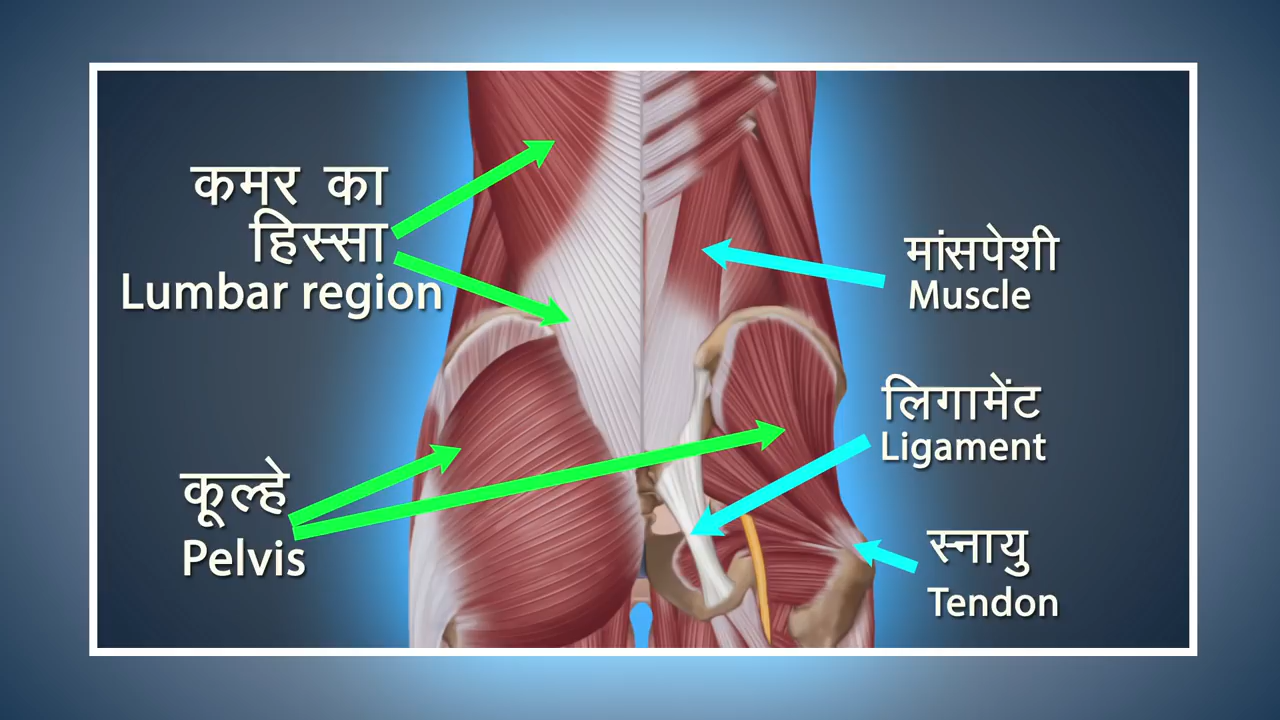 कमर का
हिस्सा
Lumbar region
कूल्हे
Pelvis
मांसपेशी
Muscle
लिगामेंट
Ligament
स्नायु
Tendon